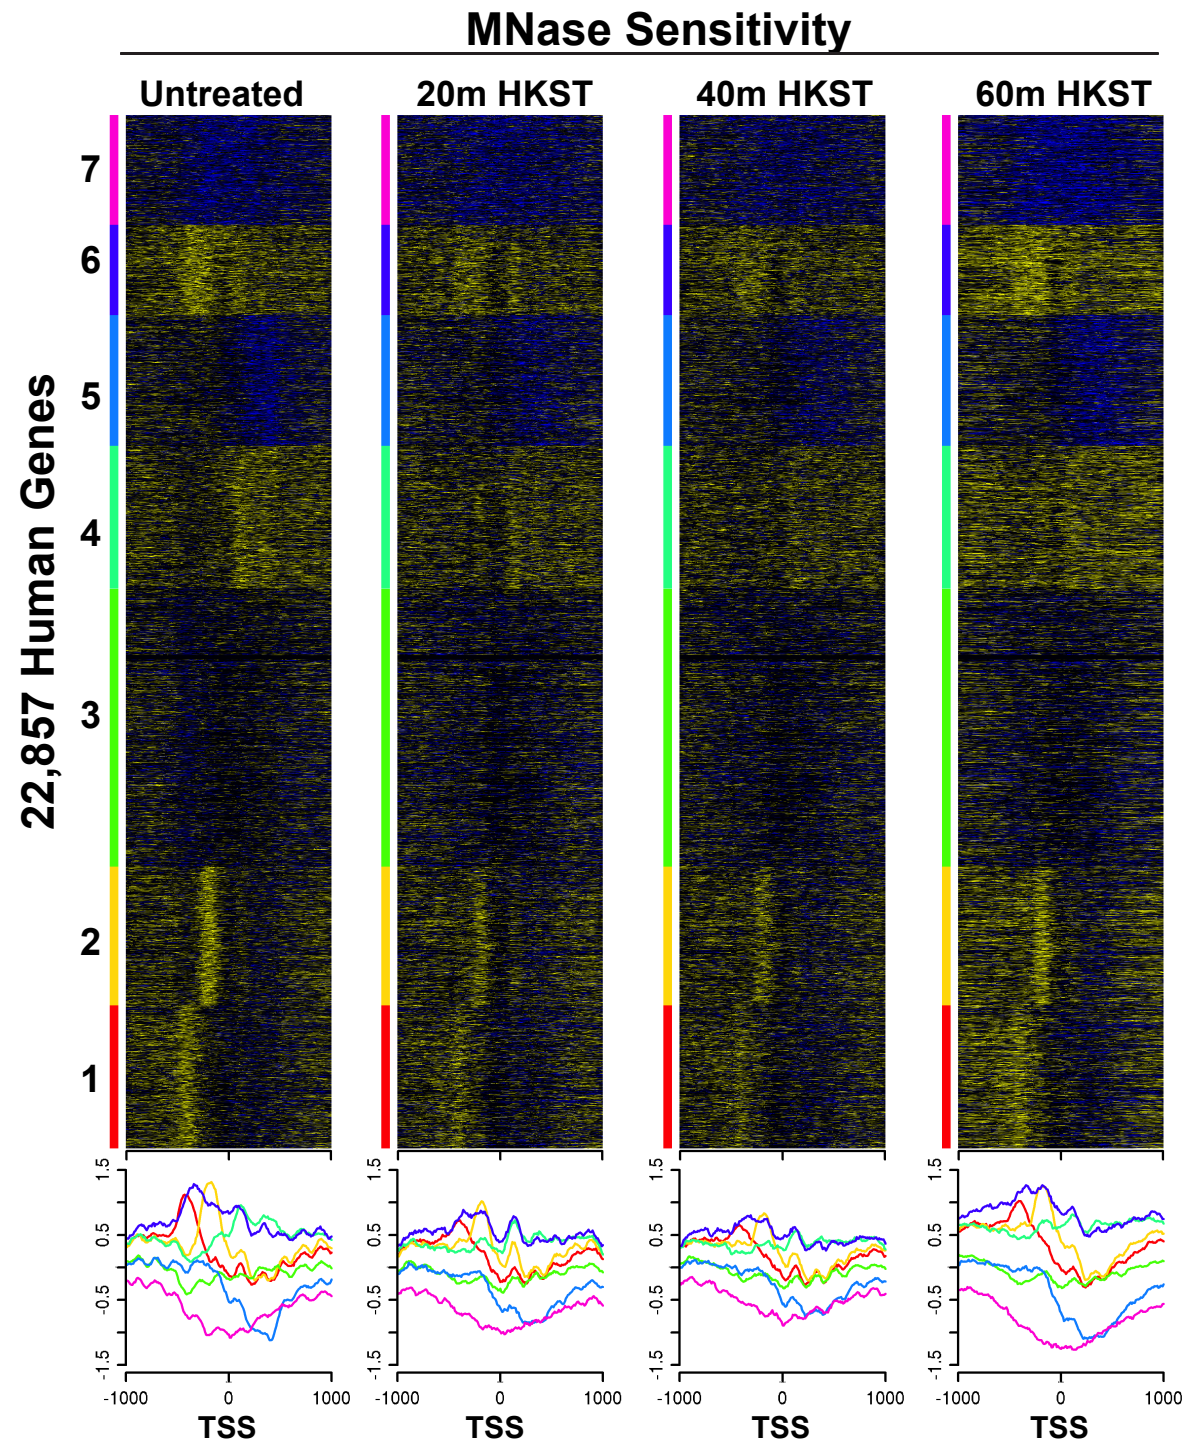 MNase Sensitivity
Untreated 20m HKST 40m HKST 60m HKST
22,857 Human Genes
7
6
5
4
3
2
1
1.5 1.5 1.5 1.5
0.5 0.5 0.5 0.5
-0.5 -0.5 -0.5 -0.5
-1.5 -1.5 -1.5 -1.5
-1000 0 1000 -1000 0 1000 -1000 0 1000 -1000 0 1000
TSS TSS TSS TSS